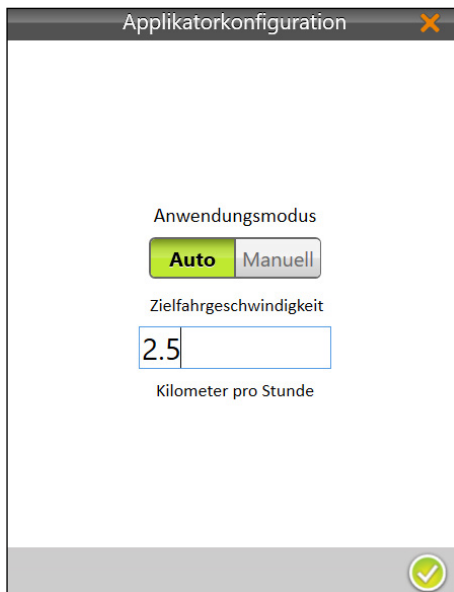 Applikatorkonfiguration
Anwendungsmodus
Auto Manuell
Zielfahrgeschwindigkeit
2.5
Kilometer pro Stunde